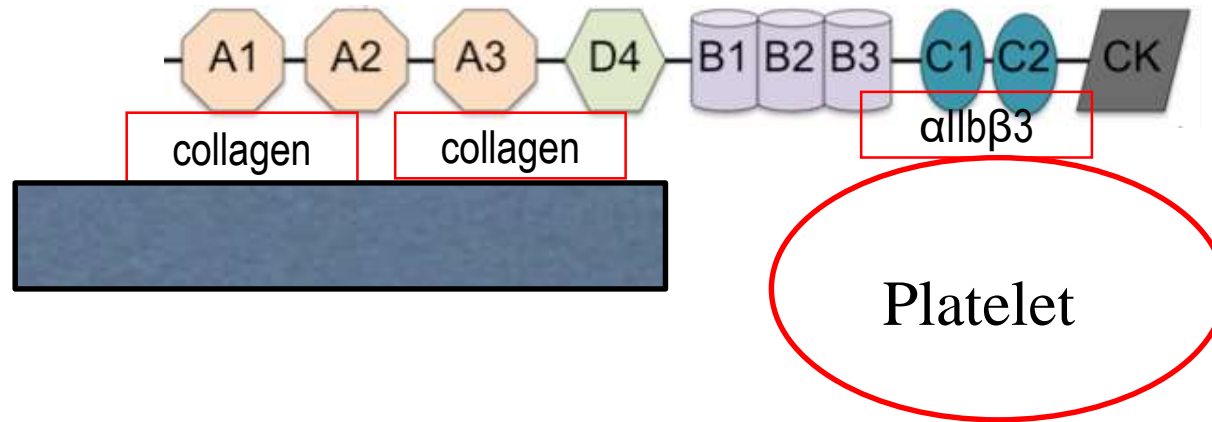 A1 A2 A3 D4 B1 B2 B3 C1 C2 CK
collagen collagen αIIbβ3
Platelet